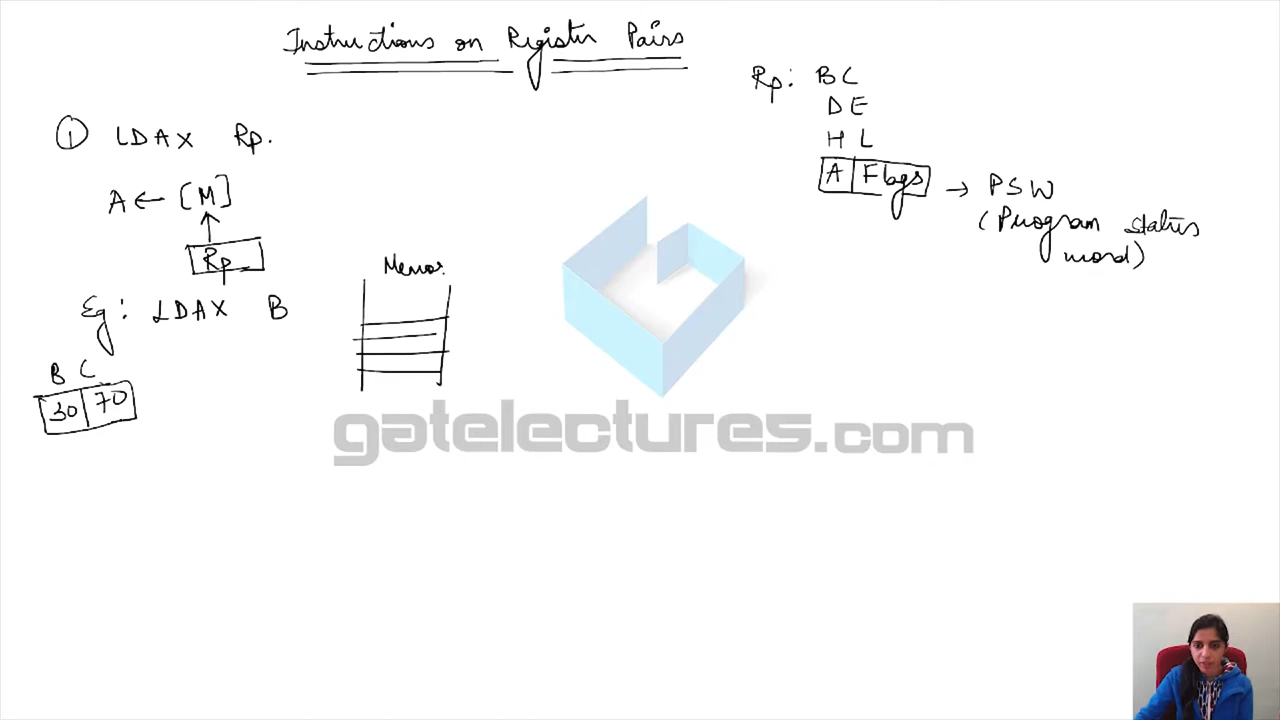 Instructions on Register Pairs
① LDAX Rp.
A ← [M]
Rp
Eg: LDAX B
B C
30 70
Memor.
Rp: BC
DE
HL
A Flags → PSW
(Program status
word)
gatelectures.com